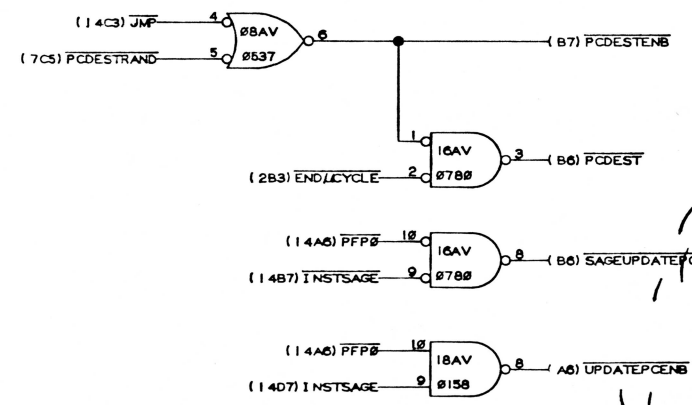 (14C3) JMP 4
08AV
0537
6
(B7) PCDESTENB
(7C5) PCDESTRAND 5
1
16AV
0780
3
(B6) PCDEST
(2B3) ENDµCYCLE 2
(14A6) PFP0 10
16AV
0780
8
(B6) SAGEUPDATEPC
(14B7) INSTSAGE 9
(14A6) PFP0 10
18AV
0158
8
A6) UPDATEPCENB
(14D7) INSTSAGE 9